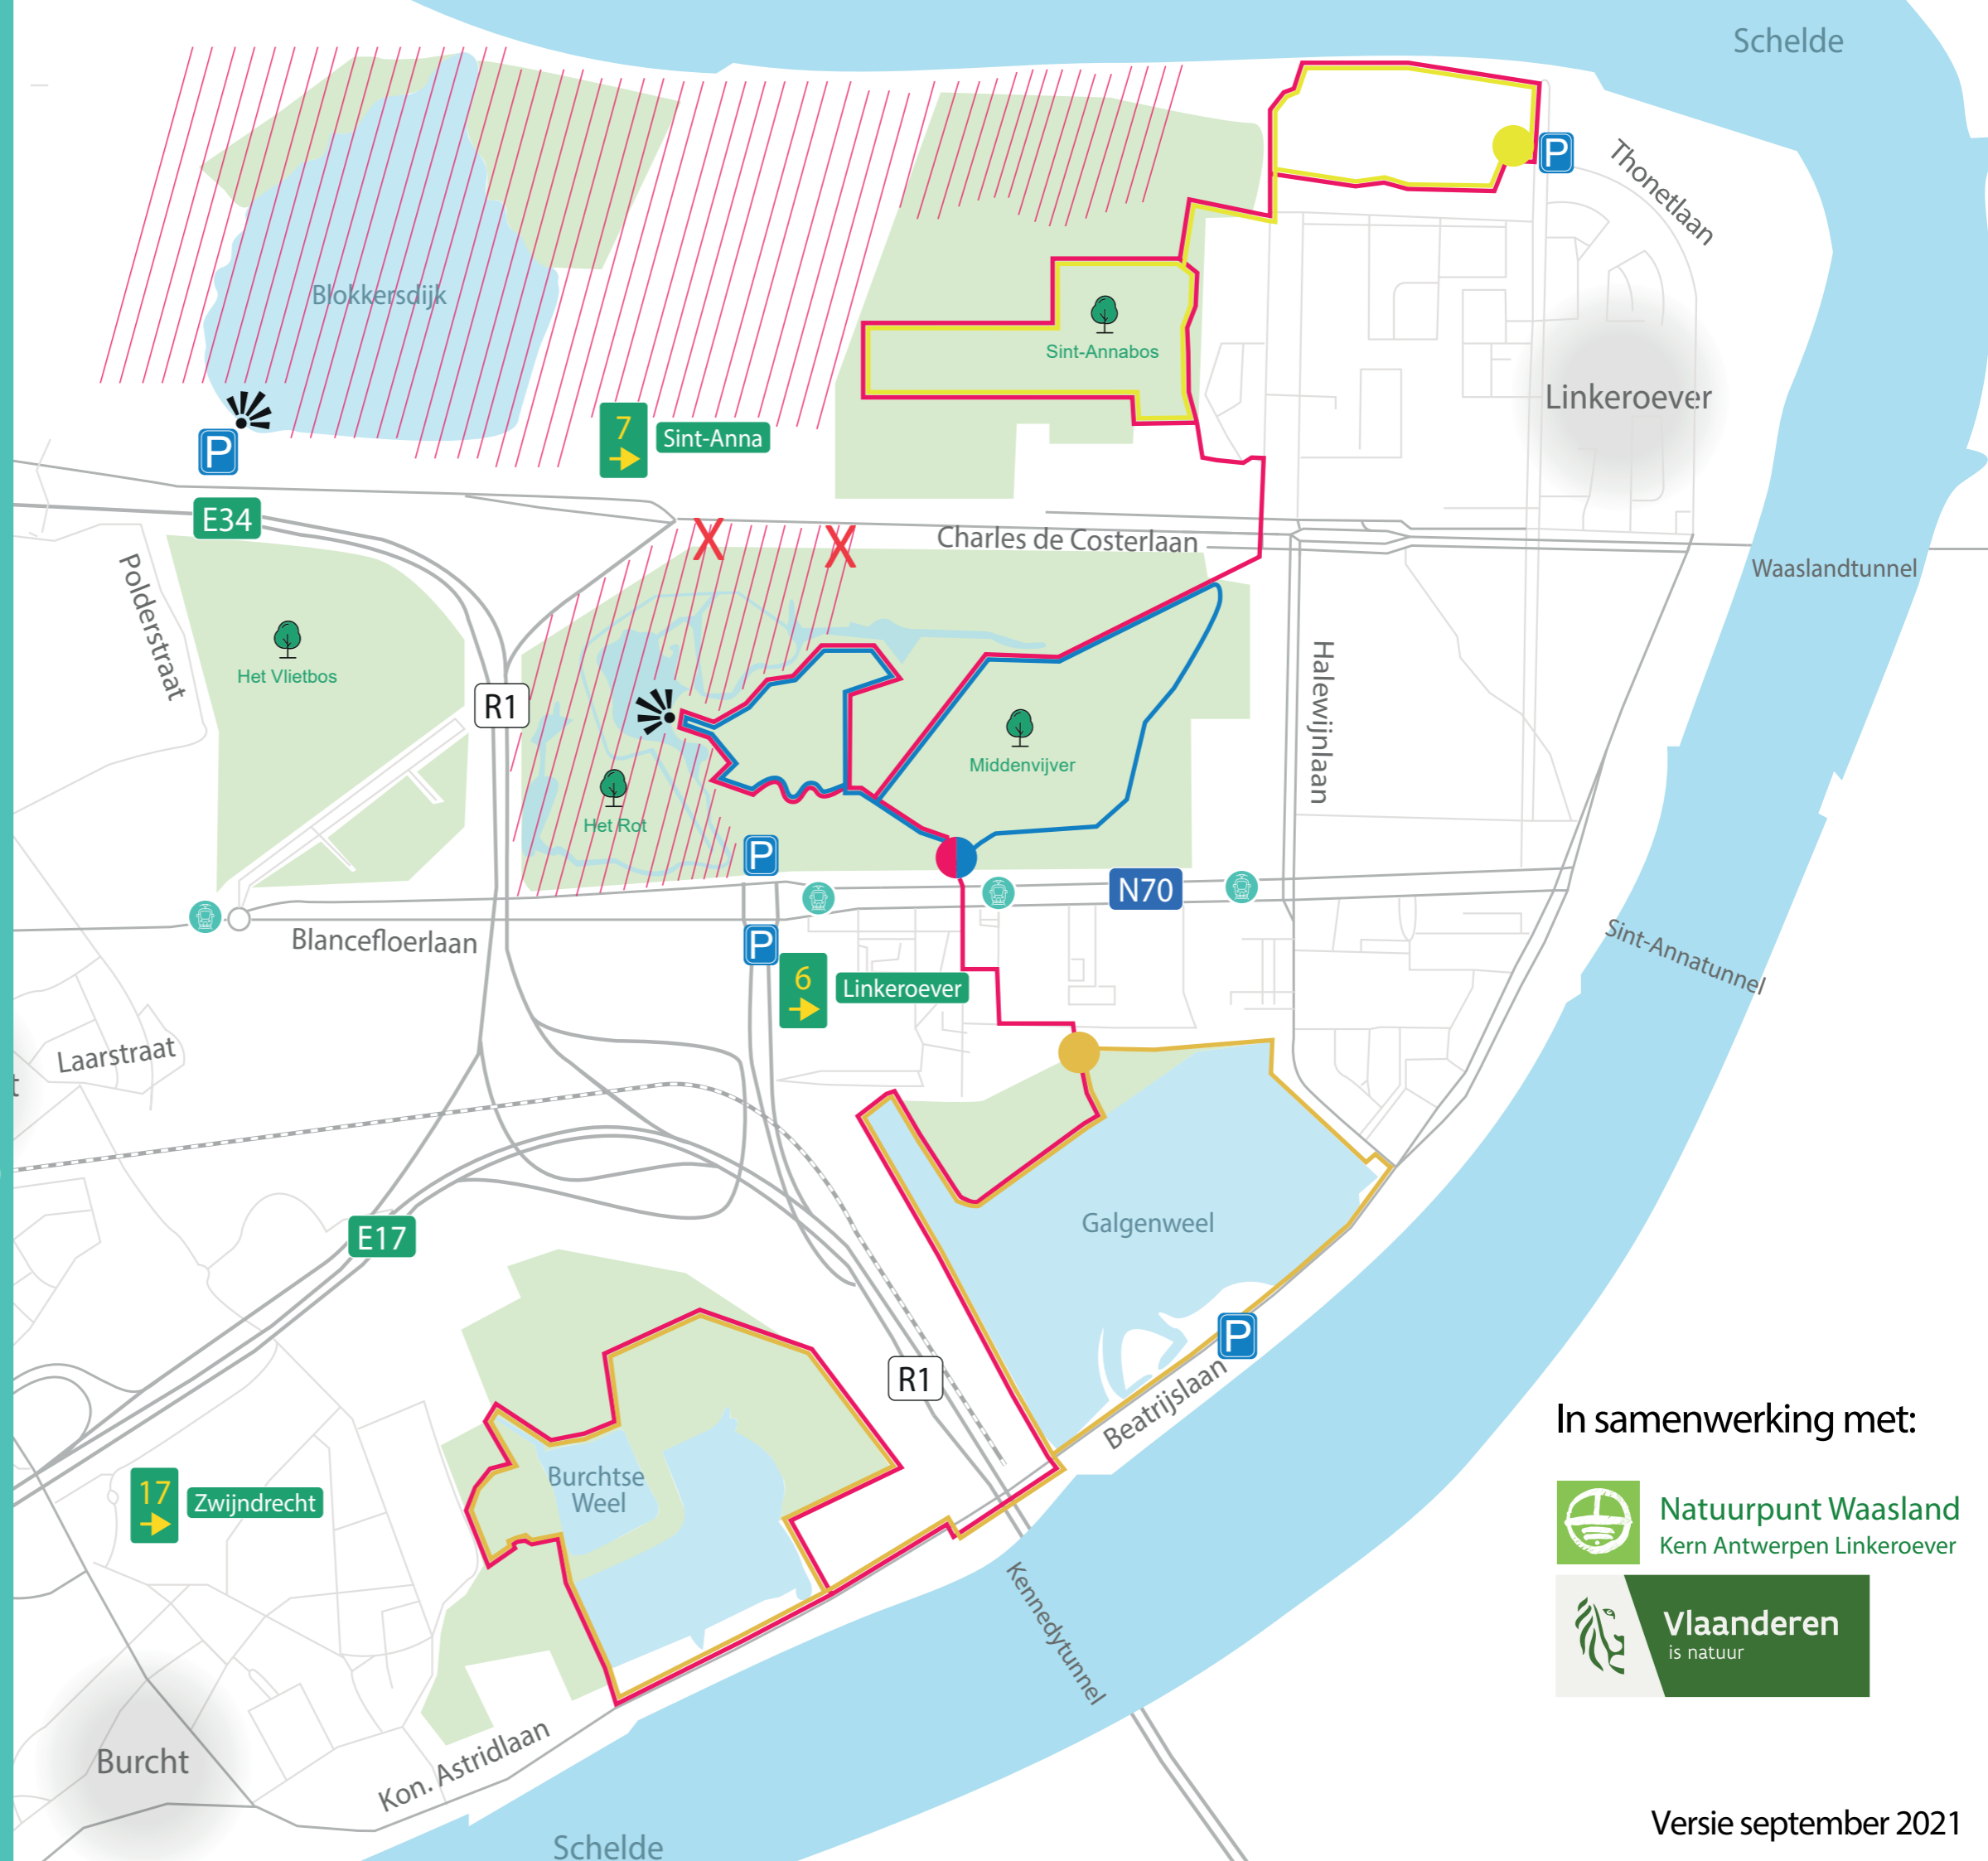 Schelde
P
Thonetlaan
Blokkersdijk
Sint-Annabos
Linkeroever
7
Sint-Anna
P
E34
X
X
Charles de Costerlaan
Waaslandtunnel
Polderstraat
Het Vlietbos
Halewijnlaan
R1
Middenvijver
Het Rot
P
N70
Blancefloerlaan
P
Sint-Annatunnel
6
Linkeroever
Laarstraat
t
Galgenweel
E17
P
R1
Beatrijslaan
In samenwerking met:
Burchtse
Weel
17
Zwijndrecht
Natuurpunt Waasland
Kern Antwerpen Linkeroever
Kennedytunnel
Vlaanderen
is natuur
Burcht
Kon. Astridlaan
Schelde
Versie september 2021